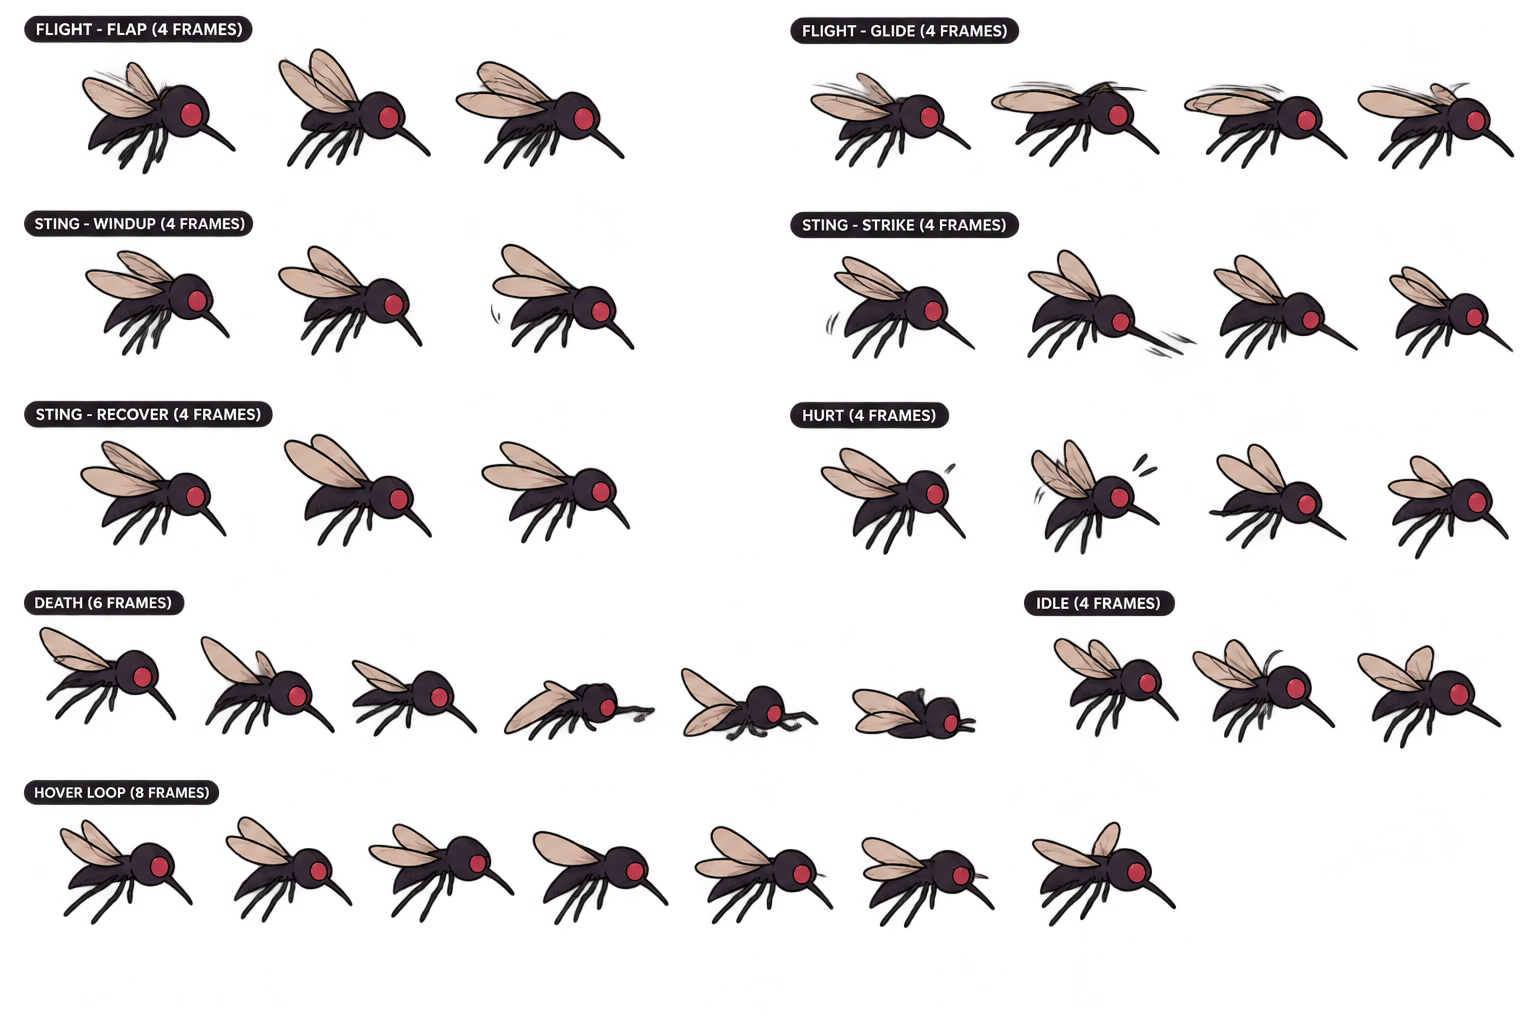 FLIGHT - FLAP (4 FRAMES)
FLIGHT - GLIDE (4 FRAMES)
STING - WINDUP (4 FRAMES)
STING - STRIKE (4 FRAMES)
STING - RECOVER (4 FRAMES)
HURT (4 FRAMES)
DEATH (6 FRAMES)
IDLE (4 FRAMES)
HOVER LOOP (8 FRAMES)